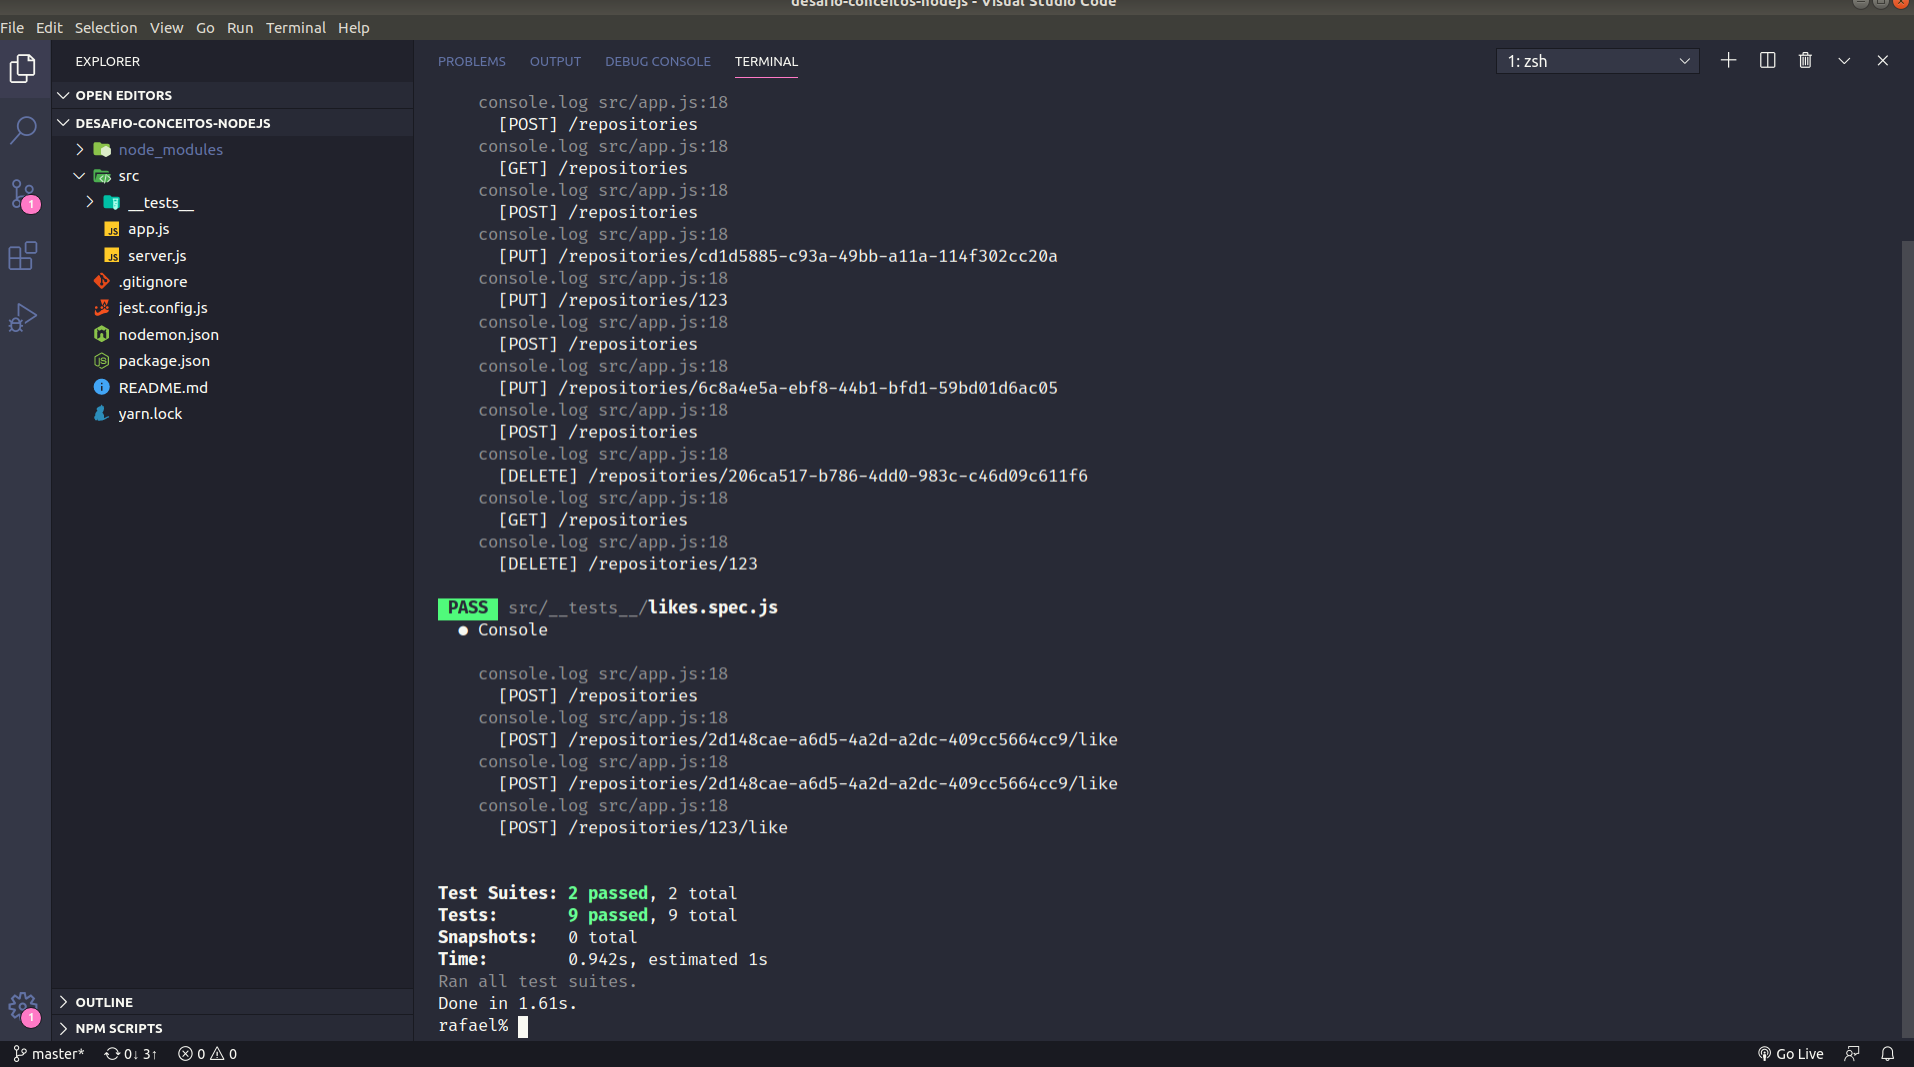 desafio-conceitos-nodejs - Visual Studio Code
File Edit Selection View Go Run Terminal Help
EXPLORER
OPEN EDITORS
DESAFIO-CONCEITOS-NODEJS
node_modules
src
__tests__
app.js
server.js
.gitignore
jest.config.js
nodemon.json
package.json
README.md
yarn.lock
OUTLINE
NPM SCRIPTS
1
1
PROBLEMS OUTPUT DEBUG CONSOLE TERMINAL
1: zsh
console.log src/app.js:18
[POST] /repositories
console.log src/app.js:18
[GET] /repositories
console.log src/app.js:18
[POST] /repositories
console.log src/app.js:18
[PUT] /repositories/cd1d5885-c93a-49bb-a11a-114f302cc20a
console.log src/app.js:18
[PUT] /repositories/123
console.log src/app.js:18
[POST] /repositories
console.log src/app.js:18
[PUT] /repositories/6c8a4e5a-ebf8-44b1-bfd1-59bd01d6ac05
console.log src/app.js:18
[POST] /repositories
console.log src/app.js:18
[DELETE] /repositories/206ca517-b786-4dd0-983c-c46d09c611f6
console.log src/app.js:18
[GET] /repositories
console.log src/app.js:18
[DELETE] /repositories/123
PASS src/__tests__/likes.spec.js
● Console
console.log src/app.js:18
[POST] /repositories
console.log src/app.js:18
[POST] /repositories/2d148cae-a6d5-4a2d-a2dc-409cc5664cc9/like
console.log src/app.js:18
[POST] /repositories/2d148cae-a6d5-4a2d-a2dc-409cc5664cc9/like
console.log src/app.js:18
[POST] /repositories/123/like
Test Suites: 2 passed, 2 total
Tests: 9 passed, 9 total
Snapshots: 0 total
Time: 0.942s, estimated 1s
Ran all test suites.
Done in 1.61s.
rafael%
master* 0↓ 3↑ 0 0 Go Live